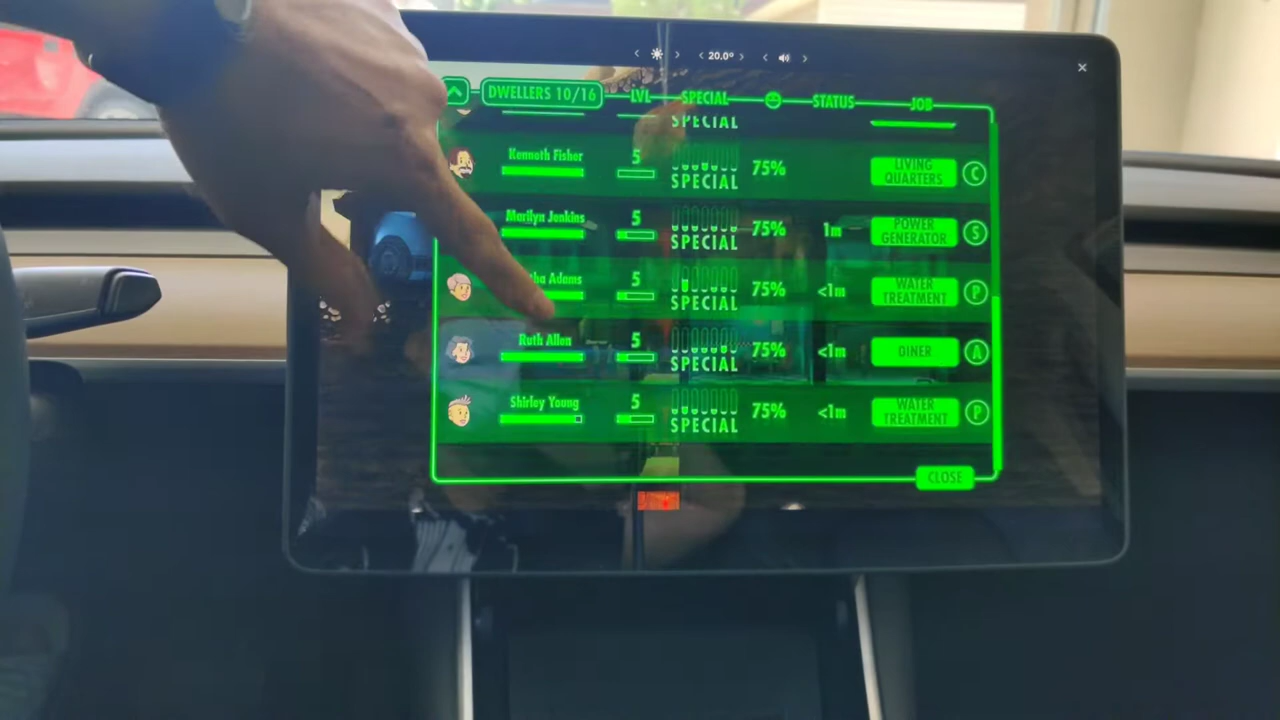 20.0°
DWELLERS 10/16 LVL SPECIAL STATUS JOB
SPECIAL
Kenneth Fisher 5 SPECIAL 75% LIVING QUARTERS C
Marilyn Jenkins 5 SPECIAL 75% 1m POWER GENERATOR S
Adams 5 SPECIAL 75% <1m WATER TREATMENT P
Ruth Allen 5 SPECIAL 75% <1m DINER A
Shirley Young 5 SPECIAL 75% <1m WATER TREATMENT P
CLOSE